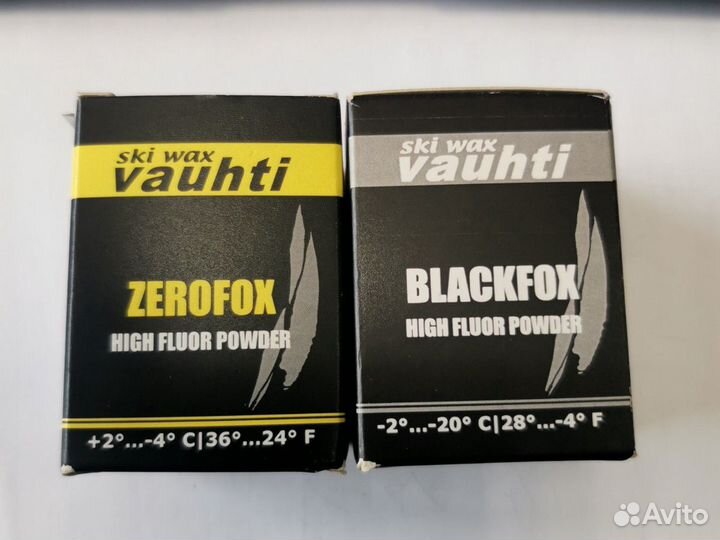 ski wax
vauhti
ZEROFOX
HIGH FLUOR POWDER
+2°...-4° C|36°...24° F
ski wax
vauhti
BLACKFOX
HIGH FLUOR POWDER
-2°...-20° C|28°...-4° F
Avito